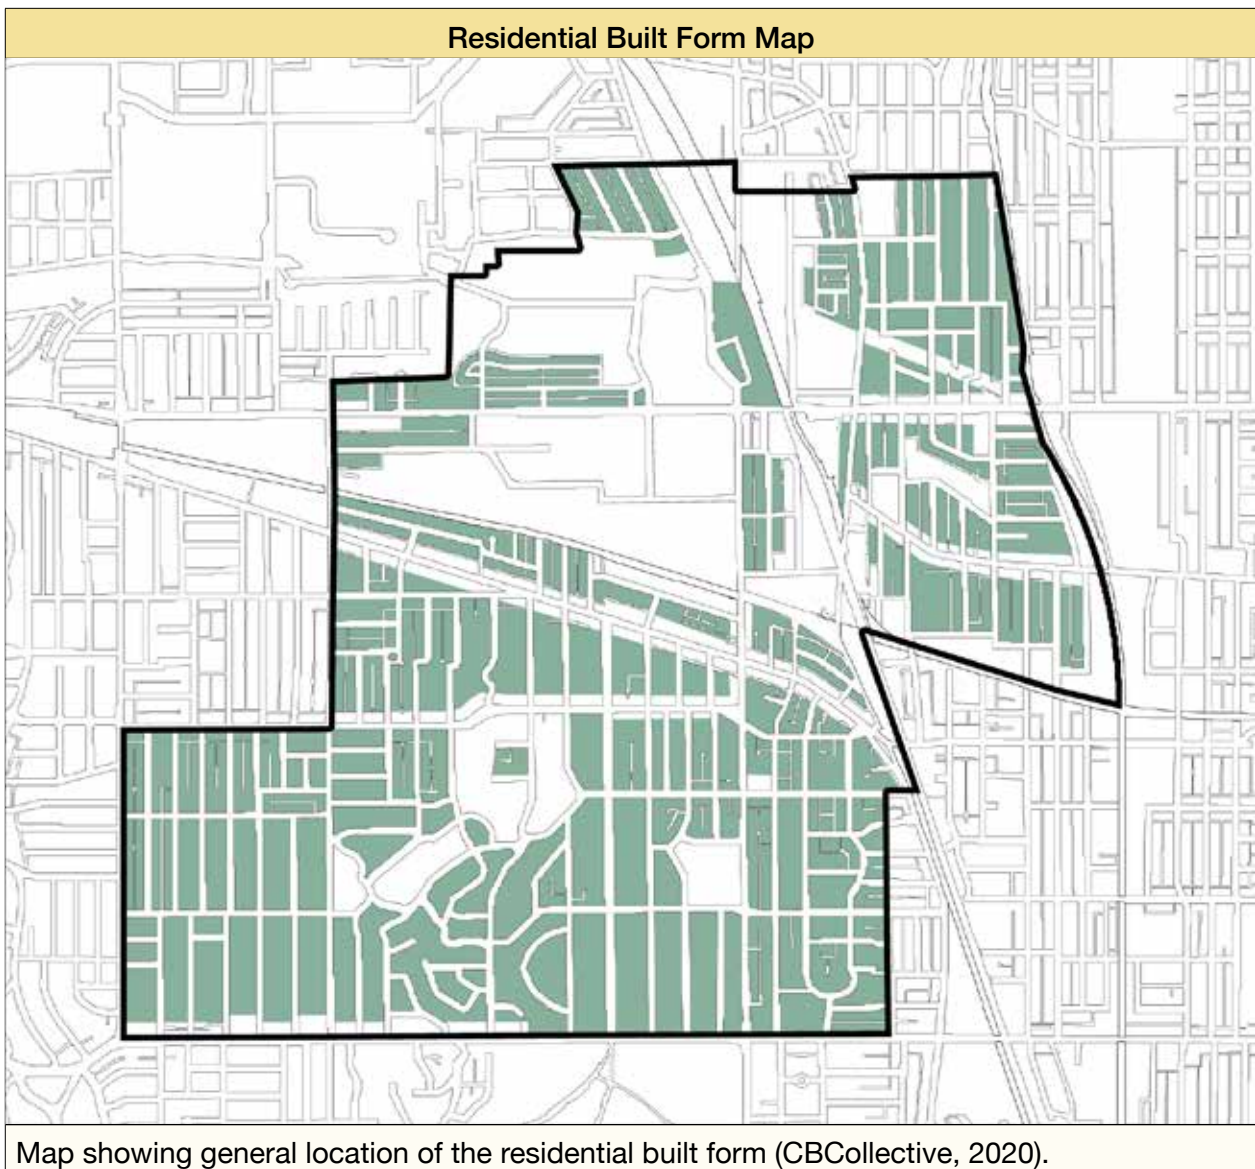 Residential Built Form Map
Map showing general location of the residential built form (CBCollective, 2020).